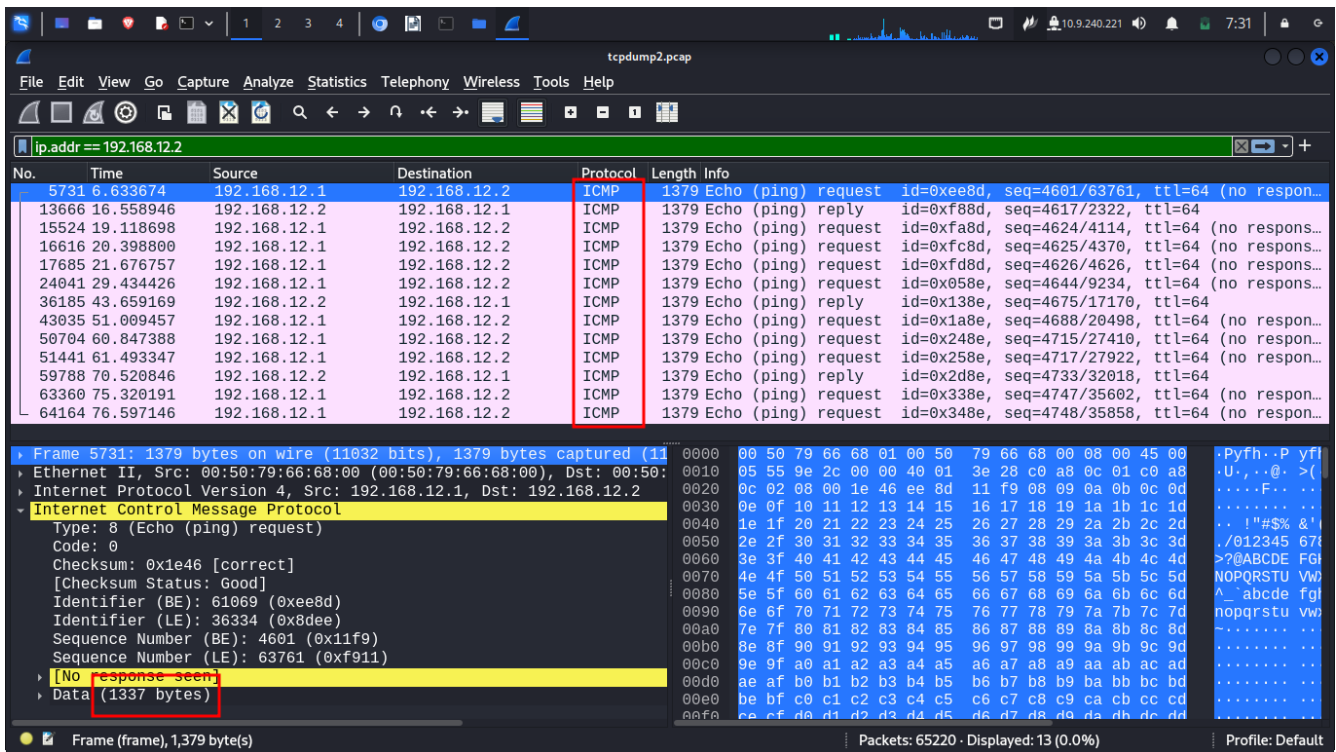 1 2 3 4 10.9.240.221 7:31
tcpdump2.pcap
File Edit View Go Capture Analyze Statistics Telephony Wireless Tools Help
ip.addr == 192.168.12.2
No. Time Source Destination Protocol Length Info
5731 6.633674 192.168.12.1 192.168.12.2 ICMP 1379 Echo (ping) request id=0xee8d, seq=4601/63761, ttl=64 (no respon…
13666 16.558946 192.168.12.2 192.168.12.1 ICMP 1379 Echo (ping) reply id=0xf88d, seq=4617/2322, ttl=64
15524 19.118698 192.168.12.1 192.168.12.2 ICMP 1379 Echo (ping) request id=0xfa8d, seq=4624/4114, ttl=64 (no respons…
16616 20.398800 192.168.12.1 192.168.12.2 ICMP 1379 Echo (ping) request id=0xfc8d, seq=4625/4370, ttl=64 (no respons…
17685 21.676757 192.168.12.1 192.168.12.2 ICMP 1379 Echo (ping) request id=0xfd8d, seq=4626/4626, ttl=64 (no respons…
24041 29.434426 192.168.12.1 192.168.12.2 ICMP 1379 Echo (ping) request id=0x058e, seq=4644/9234, ttl=64 (no respons…
36185 43.659169 192.168.12.2 192.168.12.1 ICMP 1379 Echo (ping) reply id=0x138e, seq=4675/17170, ttl=64
43035 51.009457 192.168.12.1 192.168.12.2 ICMP 1379 Echo (ping) request id=0x1a8e, seq=4688/20498, ttl=64 (no respon…
50704 60.847388 192.168.12.1 192.168.12.2 ICMP 1379 Echo (ping) request id=0x248e, seq=4715/27410, ttl=64 (no respon…
51441 61.493347 192.168.12.1 192.168.12.2 ICMP 1379 Echo (ping) request id=0x258e, seq=4717/27922, ttl=64 (no respon…
59788 70.520846 192.168.12.2 192.168.12.1 ICMP 1379 Echo (ping) reply id=0x2d8e, seq=4733/32018, ttl=64
63360 75.320191 192.168.12.1 192.168.12.2 ICMP 1379 Echo (ping) request id=0x338e, seq=4747/35602, ttl=64 (no respon…
64164 76.597146 192.168.12.1 192.168.12.2 ICMP 1379 Echo (ping) request id=0x348e, seq=4748/35858, ttl=64 (no respon…
Frame 5731: 1379 bytes on wire (11032 bits), 1379 bytes captured (11
Ethernet II, Src: 00:50:79:66:68:00 (00:50:79:66:68:00), Dst: 00:50:
Internet Protocol Version 4, Src: 192.168.12.1, Dst: 192.168.12.2
Internet Control Message Protocol
Type: 8 (Echo (ping) request)
Code: 0
Checksum: 0x1e46 [correct]
[Checksum Status: Good]
Identifier (BE): 61069 (0xee8d)
Identifier (LE): 36334 (0x8dee)
Sequence Number (BE): 4601 (0x11f9)
Sequence Number (LE): 63761 (0xf911)
[No response seen]
Data (1337 bytes)
0000 00 50 79 66 68 01 00 50 79 66 68 00 08 00 45 00 ·Pyfh··P yfh
0010 05 55 9e 2c 00 00 40 01 3e 28 c0 a8 0c 01 c0 a8 ·U·,··@· >(
0020 0c 02 08 00 1e 46 ee 8d 11 f9 08 09 0a 0b 0c 0d ·····F·· ··
0030 0e 0f 10 11 12 13 14 15 16 17 18 19 1a 1b 1c 1d ········ ··
0040 1e 1f 20 21 22 23 24 25 26 27 28 29 2a 2b 2c 2d ·· !"#$% &'(
0050 2e 2f 30 31 32 33 34 35 36 37 38 39 3a 3b 3c 3d ./012345 678
0060 3e 3f 40 41 42 43 44 45 46 47 48 49 4a 4b 4c 4d >?@ABCDE FGH
0070 4e 4f 50 51 52 53 54 55 56 57 58 59 5a 5b 5c 5d NOPQRSTU VWX
0080 5e 5f 60 61 62 63 64 65 66 67 68 69 6a 6b 6c 6d ^_`abcde fgh
0090 6e 6f 70 71 72 73 74 75 76 77 78 79 7a 7b 7c 7d nopqrstu vwx
00a0 7e 7f 80 81 82 83 84 85 86 87 88 89 8a 8b 8c 8d ~······· ··
00b0 8e 8f 90 91 92 93 94 95 96 97 98 99 9a 9b 9c 9d ········ ··
00c0 9e 9f a0 a1 a2 a3 a4 a5 a6 a7 a8 a9 aa ab ac ad ········ ··
00d0 ae af b0 b1 b2 b3 b4 b5 b6 b7 b8 b9 ba bb bc bd ········ ··
00e0 be bf c0 c1 c2 c3 c4 c5 c6 c7 c8 c9 ca cb cc cd ········ ··
00f0 ce cf d0 d1 d2 d3 d4 d5 d6 d7 d8 d9 da db dc dd
Frame (frame), 1,379 byte(s) Packets: 65220 · Displayed: 13 (0.0%) Profile: Default